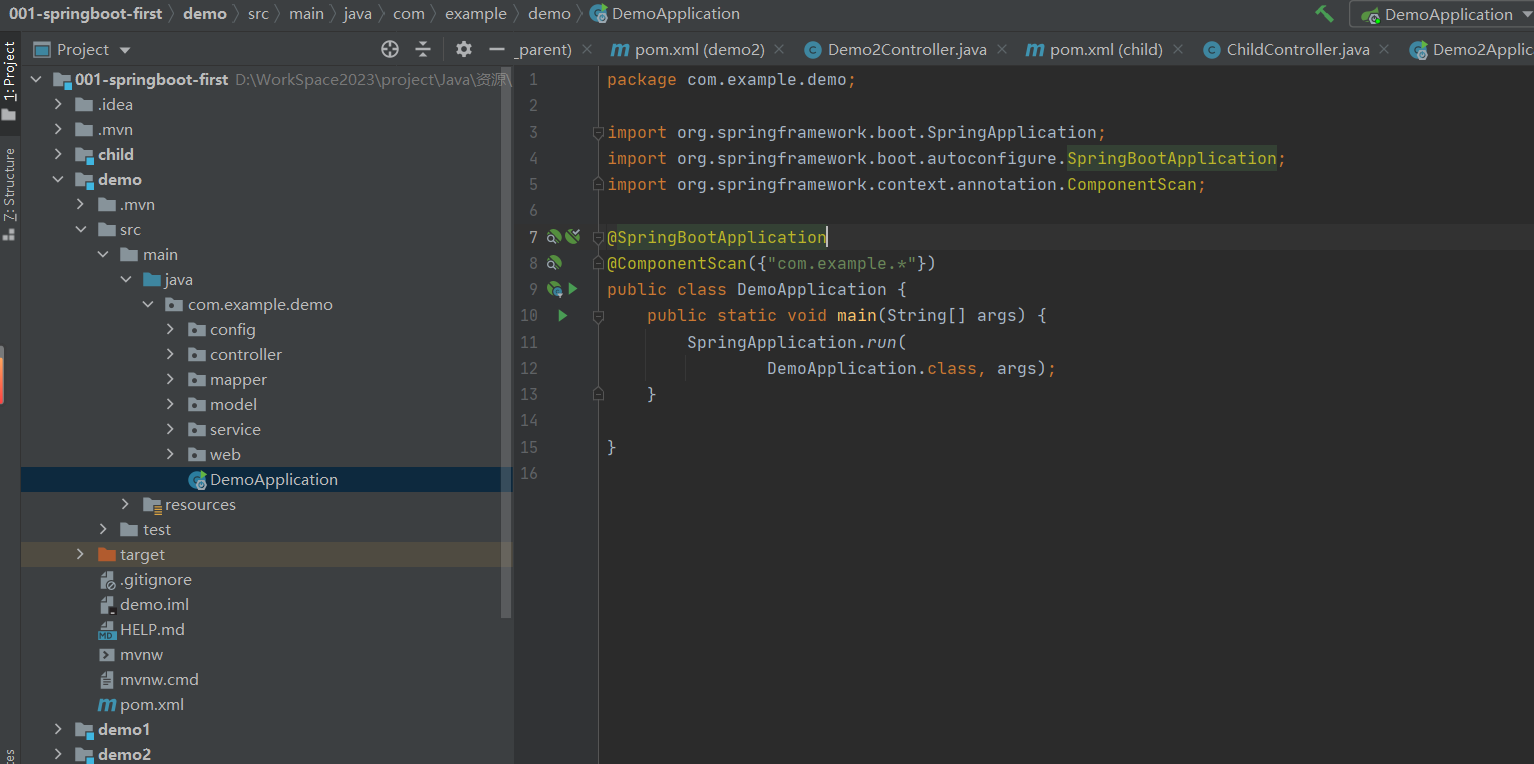 001-springboot-first demo src main java com example demo DemoApplication DemoApplication
1: Project
Z: Structure
Project
_parent) pom.xml (demo2) Demo2Controller.java pom.xml (child) ChildController.java Demo2Applic
001-springboot-first D:\WorkSpace2023\project\Java\资源\
.idea
.mvn
child
demo
.mvn
src
main
java
com.example.demo
config
controller
mapper
model
service
web
DemoApplication
resources
test
target
.gitignore
demo.iml
MD HELP.md
mvnw
mvnw.cmd
pom.xml
demo1
demo2
1 package com.example.demo;
2
3 import org.springframework.boot.SpringApplication;
4 import org.springframework.boot.autoconfigure.SpringBootApplication;
5 import org.springframework.context.annotation.ComponentScan;
6
7 @SpringBootApplication
8 @ComponentScan({"com.example.*"})
9 public class DemoApplication {
10 public static void main(String[] args) {
11 SpringApplication.run(
12 DemoApplication.class, args);
13 }
14
15 }
16